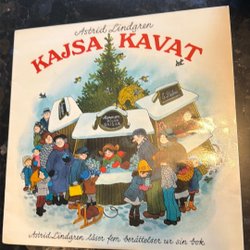 Astrid Lindgren
KAJSA KAVAT
Astrid Lindgren läser fem berättelser ur sin bok